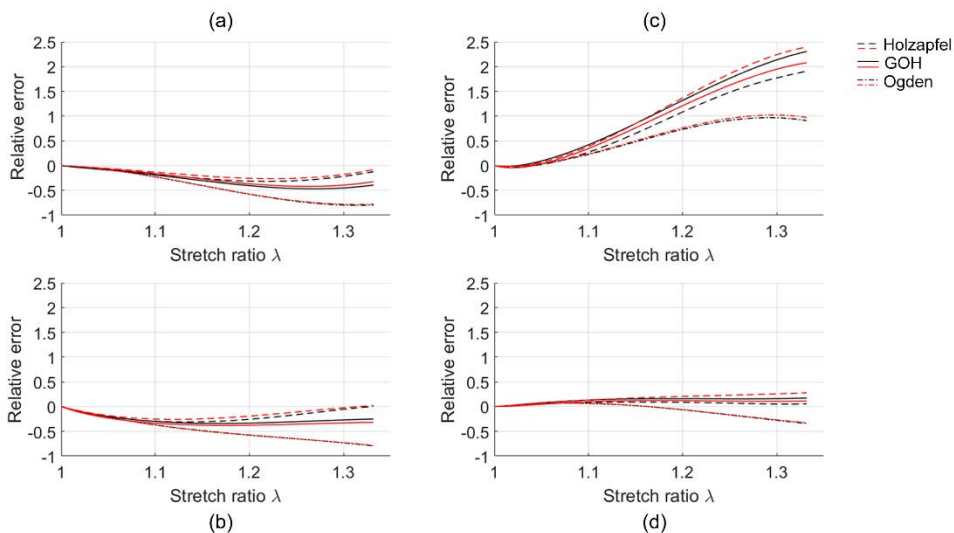 (a)
2.5
2
1.5
1
0.5
0
-0.5
-1
Relative error
1 1.1 1.2 1.3
Stretch ratio λ
(c)
2.5
2
1.5
1
0.5
0
-0.5
-1
Relative error
1 1.1 1.2 1.3
Stretch ratio λ
Holzapfel
GOH
Ogden
2.5
2
1.5
1
0.5
0
-0.5
-1
Relative error
1 1.1 1.2 1.3
Stretch ratio λ
(b)
2.5
2
1.5
1
0.5
0
-0.5
-1
Relative error
1 1.1 1.2 1.3
Stretch ratio λ
(d)